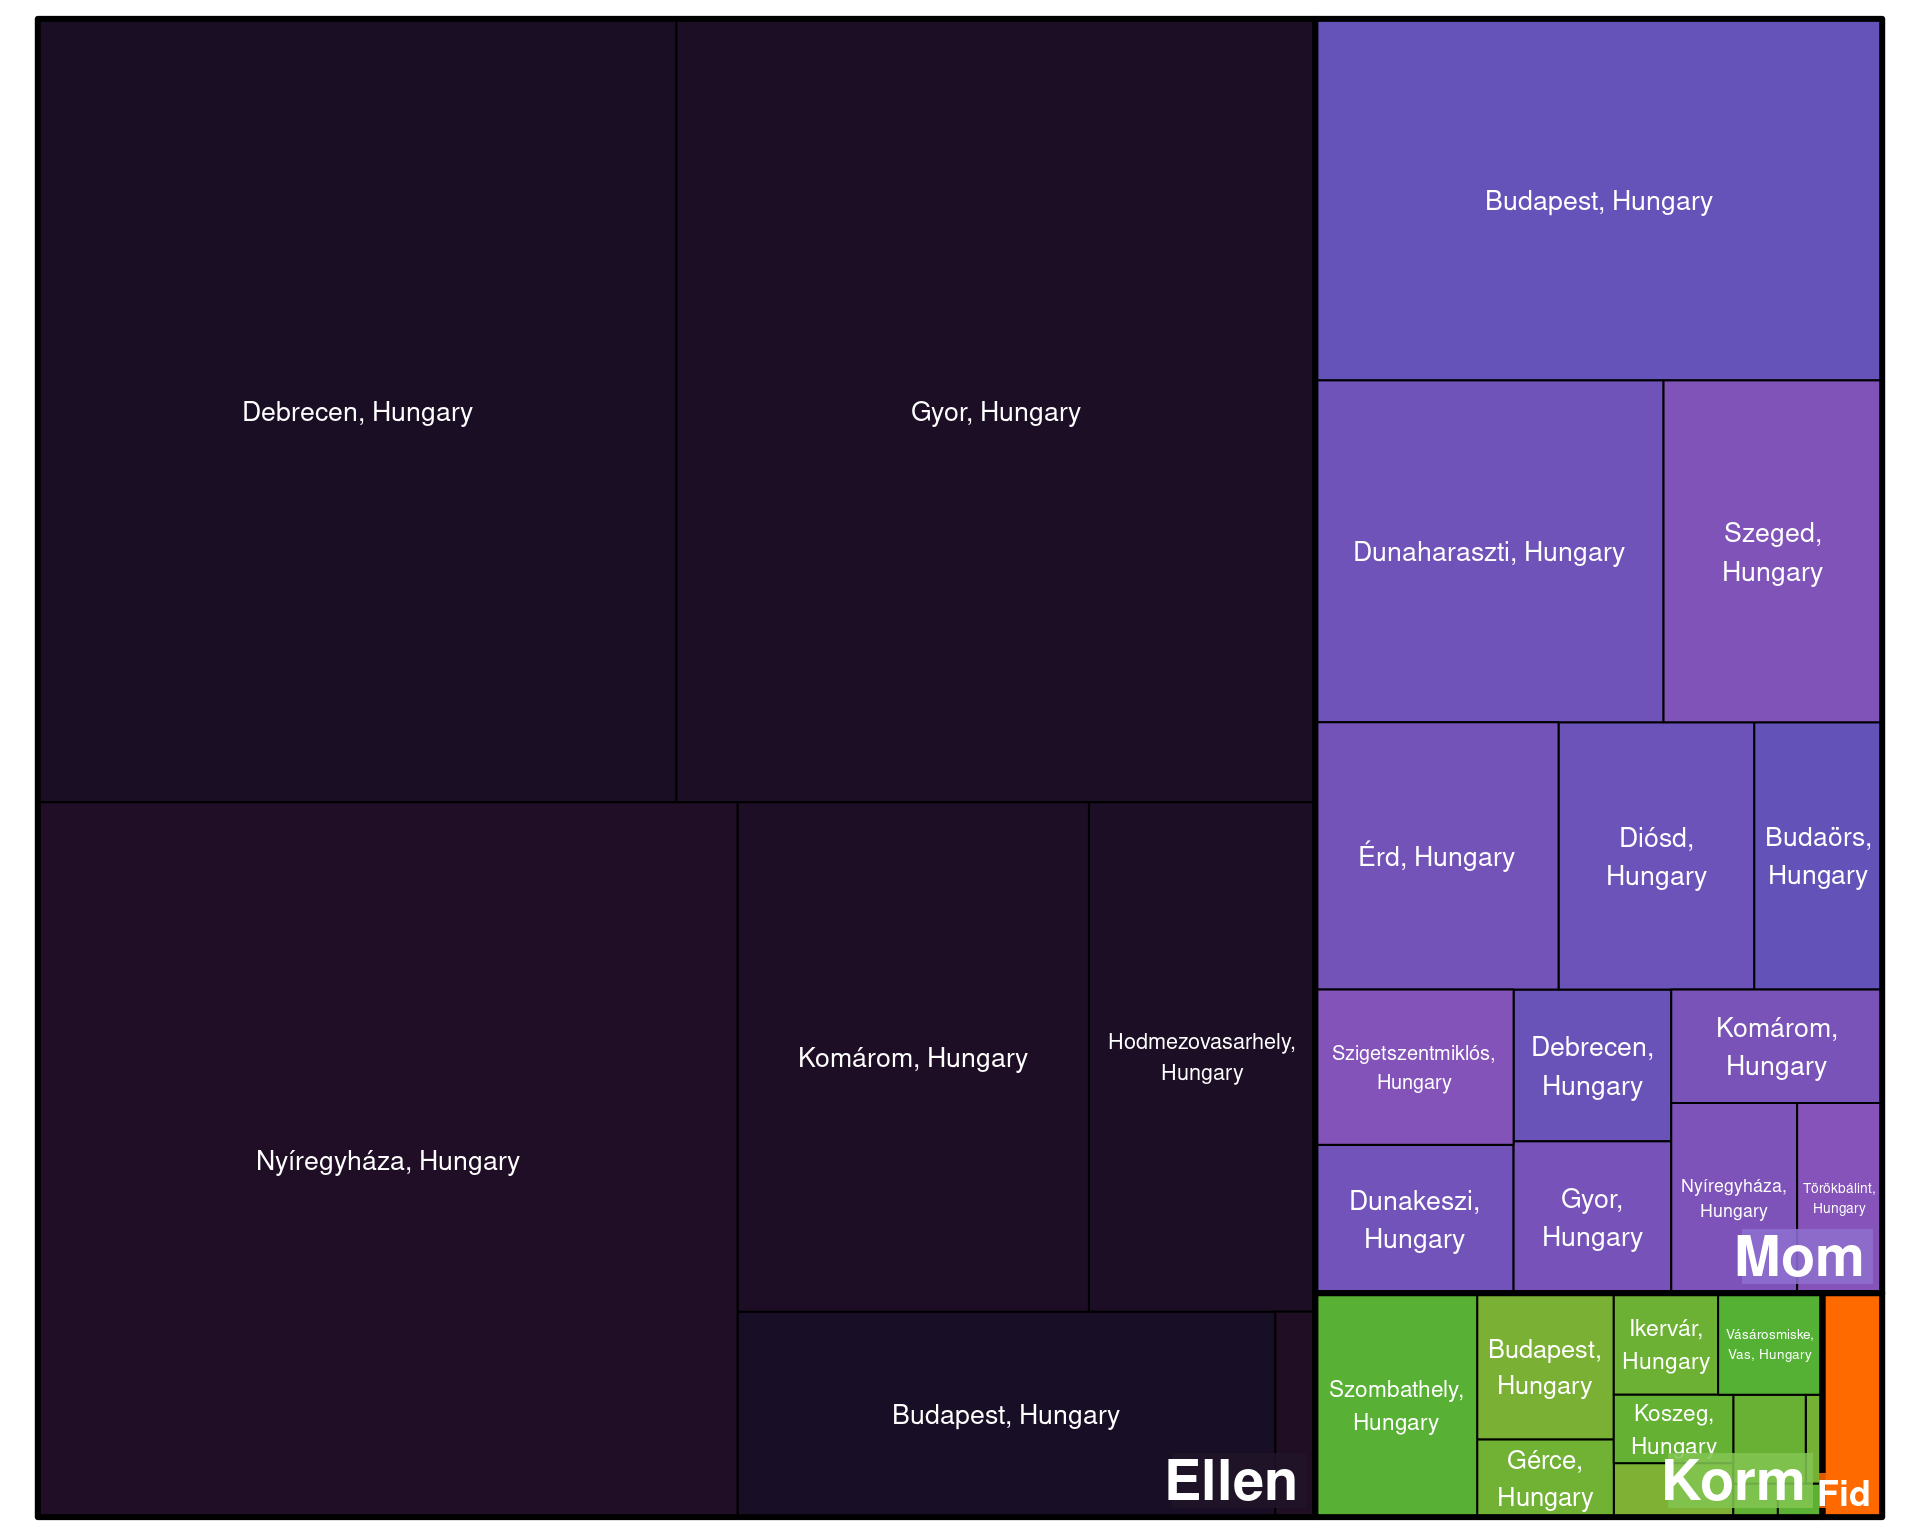 Debrecen, Hungary
Gyor, Hungary
Nyíregyháza, Hungary
Komárom, Hungary
Hodmezovasarhely,
Hungary
Budapest, Hungary
Ellen
Budapest, Hungary
Dunaharaszti, Hungary
Szeged,
Hungary
Érd, Hungary
Diósd,
Hungary
Budaörs,
Hungary
Szigetszentmiklós,
Hungary
Debrecen,
Hungary
Komárom,
Hungary
Dunakeszi,
Hungary
Gyor,
Hungary
Nyíregyháza,
Hungary
Törökbálint,
Hungary
Mom
Szombathely,
Hungary
Budapest,
Hungary
Gérce,
Hungary
Ikervár,
Hungary
Vásárosmiske,
Vas, Hungary
Koszeg,
Hungary
Korm
Fid